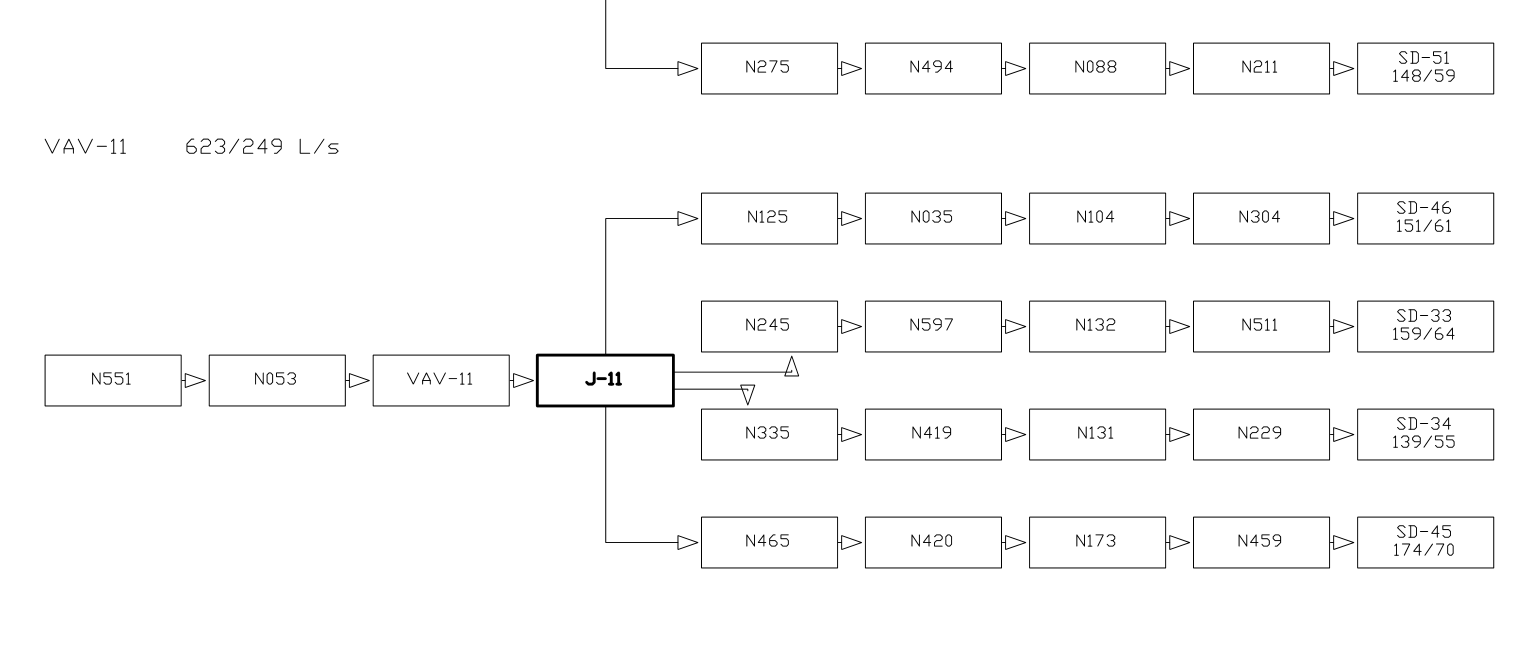 N275
N494
N088
N211
SD-51
148/59
VAV-11 623/249 L/s
N125
N035
N104
N304
SD-46
151/61
N245
N597
N132
N511
SD-33
159/64
N551
N053
VAV-11
J-11
N335
N419
N131
N229
SD-34
139/55
N465
N420
N173
N459
SD-45
174/70